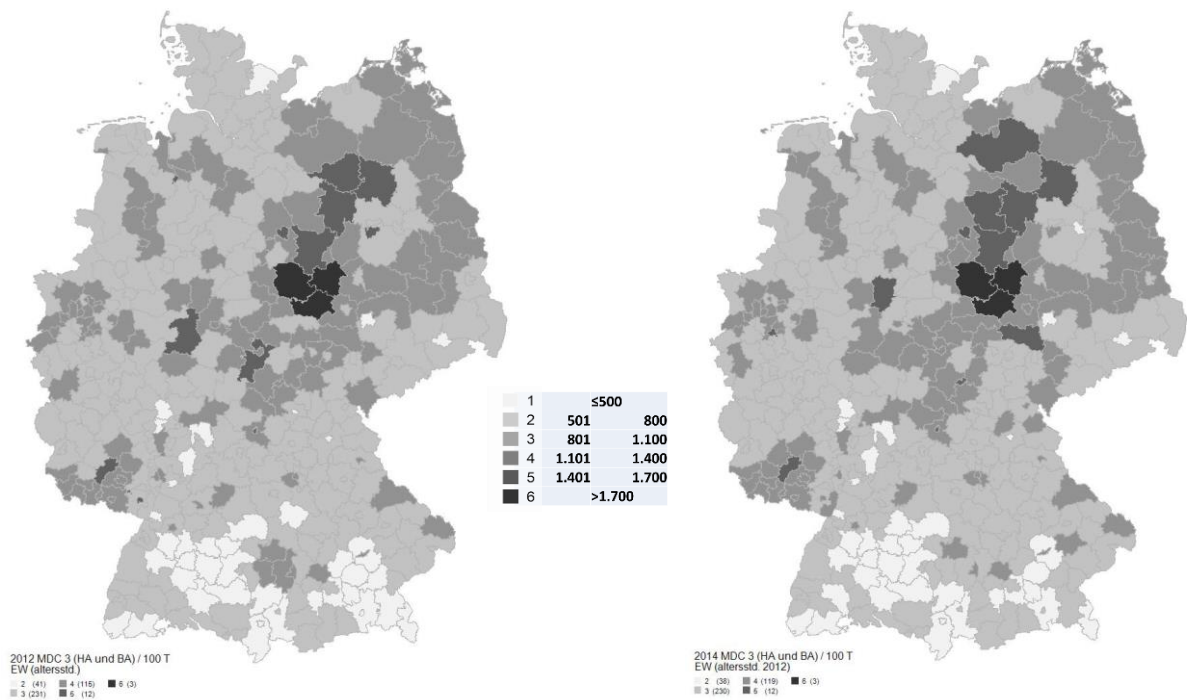 1 ≤500
2 501 800
3 801 1.100
4 1.101 1.400
5 1.401 1.700
6 >1.700
2012 MDC 3 (HA und BA) / 100 T
EW (altersstd.)
2 (41) 4 (115) 6 (3)
3 (231) 5 (12)
2014 MDC 3 (HA und BA) / 100 T
EW (altersstd. 2012)
2 (38) 4 (119) 6 (3)
3 (230) 5 (12)